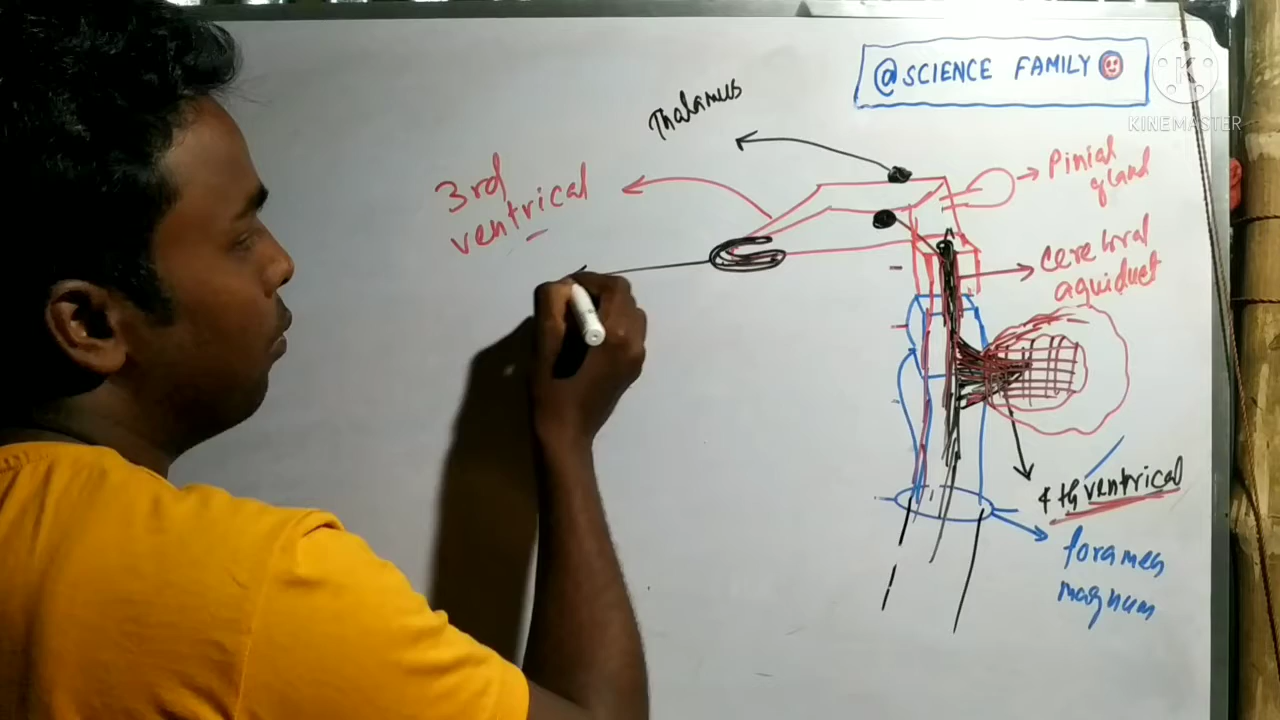 @SCIENCE FAMILY
K
KINEMASTER
Thalamus
3rd
ventrical
Pinial
gland
cerebral
aquiduct
4th ventrical
foramen
magnum